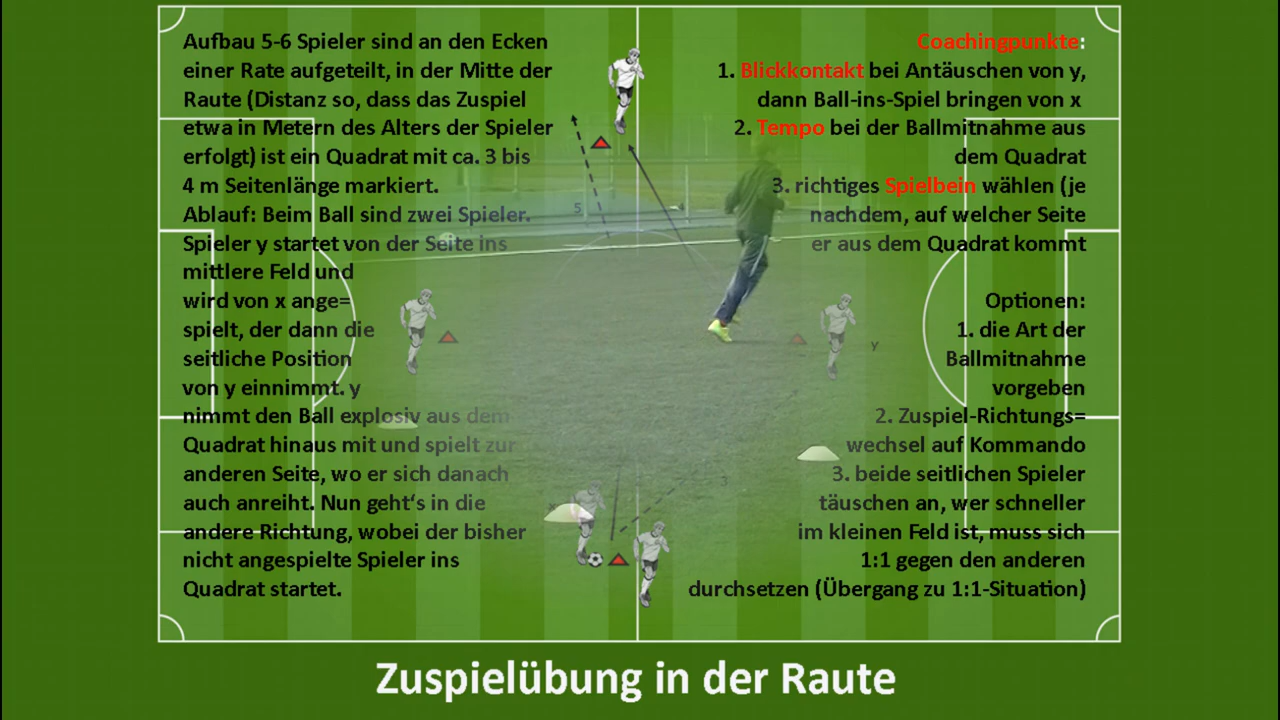 Aufbau 5-6 Spieler sind an den Ecken
einer Rate aufgeteilt, in der Mitte der
Raute (Distanz so, dass das Zuspiel
etwa in Metern des Alters der Spieler
erfolgt) ist ein Quadrat mit ca. 3 bis
4 m Seitenlänge markiert.
Ablauf: Beim Ball sind zwei Spieler.
Spieler y startet von der Seite ins
mittlere Feld und
wird von x ange=
spielt, der dann die
seitliche Position
von y einnimmt. y
nimmt den Ball explosiv aus dem
Quadrat hinaus mit und spielt zur
anderen Seite, wo er sich danach
auch anreiht. Nun geht‘s in die
andere Richtung, wobei der bisher
nicht angespielte Spieler ins
Quadrat startet.
Coachingpunkte:
1. Blickkontakt bei Antäuschen von y,
dann Ball-ins-Spiel bringen von x
2. Tempo bei der Ballmitnahme aus
dem Quadrat
3. richtiges Spielbein wählen (je
nachdem, auf welcher Seite
er aus dem Quadrat kommt
Optionen:
1. die Art der
Ballmitnahme
vorgeben
2. Zuspiel-Richtungs=
wechsel auf Kommando
3. beide seitlichen Spieler
täuschen an, wer schneller
im kleinen Feld ist, muss sich
1:1 gegen den anderen
durchsetzen (Übergang zu 1:1-Situation)
5
y
x
3
Zuspielübung in der Raute